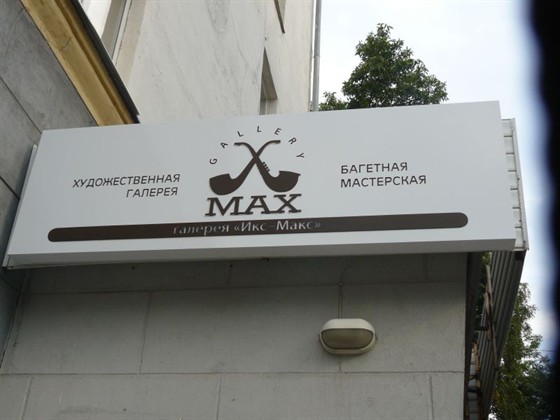 GALLERY
ХУДОЖЕСТВЕННАЯ
ГАЛЕРЕЯ
MAX
БАГЕТНАЯ
МАСТЕРСКАЯ
галерея «Икс-Макс»